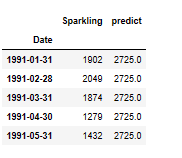 Sparkling predict
Date
1991-01-31 1902 2725.0
1991-02-28 2049 2725.0
1991-03-31 1874 2725.0
1991-04-30 1279 2725.0
1991-05-31 1432 2725.0